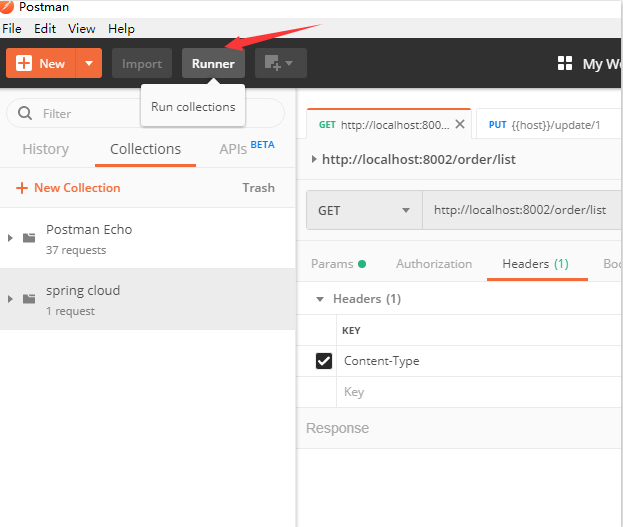 Postman
File Edit View Help
New Import Runner My Wo
Run collections
Filter
History Collections APIs BETA
New Collection Trash
Postman Echo
37 requests
spring cloud
1 request
GET http://localhost:800... PUT {{host}}/update/1
http://localhost:8002/order/list
GET http://localhost:8002/order/list
Params Authorization Headers (1) Bo
Headers (1)
KEY
Content-Type
Key
Response